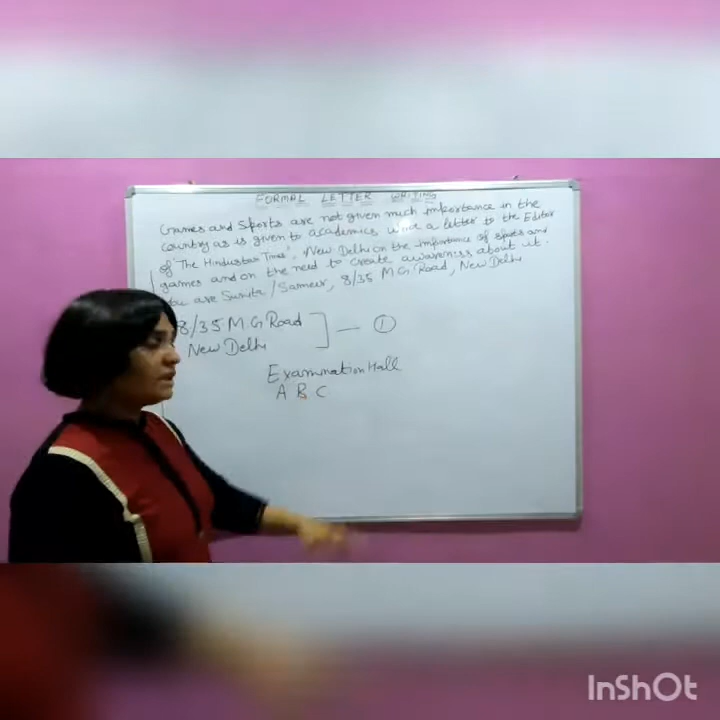 FORMAL LETTER WRITING
Games and Sports are not given much importance in the
country as is given to academics. Write a letter to the Editor
of "The Hindustan Times", New Delhi on the importance of sports and
games and on the need to create awareness about it.
You are Sunita / Sameer, 8/35 M.G. Road, New Delhi
8/35 M.G Road
New Delhi
] — ①
Examination Hall
A B C
InShOt